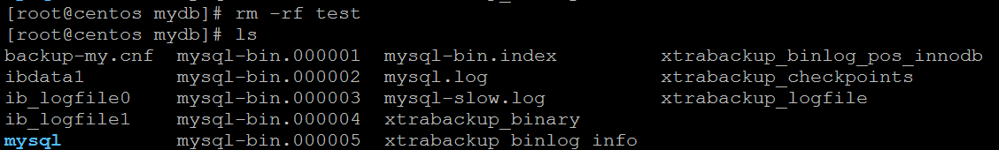 [root@centos mydb]# rm -rf test
[root@centos mydb]# ls
backup-my.cnf  mysql-bin.000001  mysql-bin.index    xtrabackup_binlog_pos_innodb
ibdata1        mysql-bin.000002  mysql.log          xtrabackup_checkpoints
ib_logfile0    mysql-bin.000003  mysql-slow.log     xtrabackup_logfile
ib_logfile1    mysql-bin.000004  xtrabackup_binary
mysql          mysql-bin.000005  xtrabackup_binlog_info